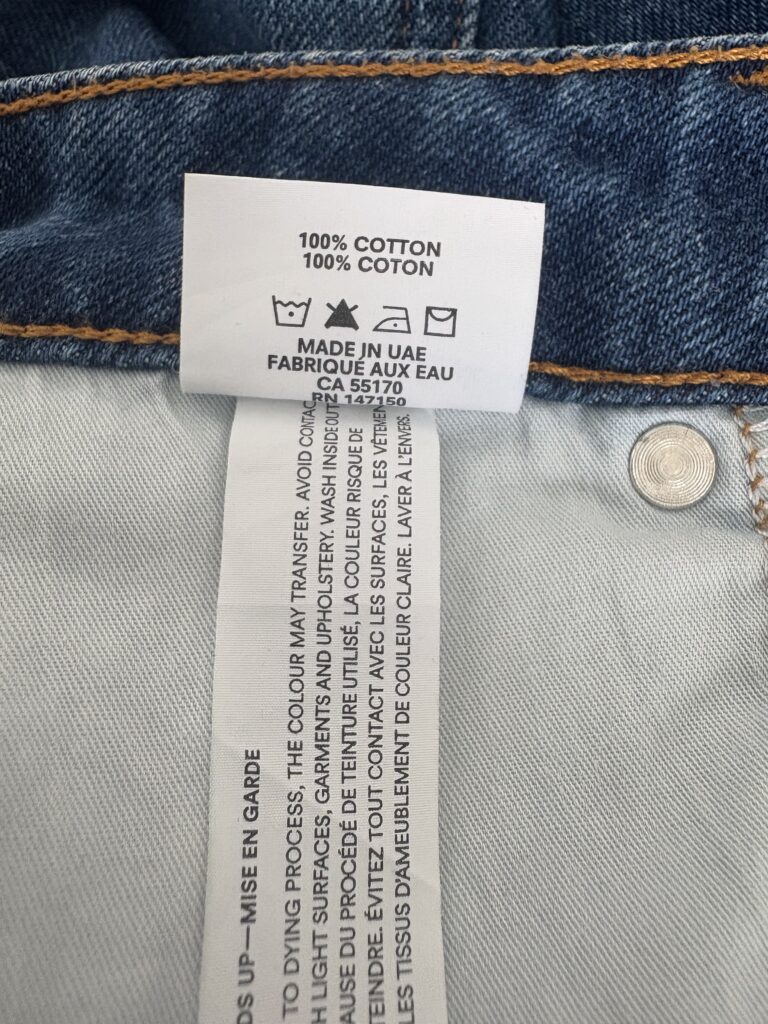 100% COTTON
100% COTON
MADE IN UAE
FABRIQUÉ AUX EAU
CA 55170
RN 147150
UP—MISE EN GARDE
TO DYING PROCESS, THE COLOUR MAY TRANSFER. AVOID
LIGHT SURFACES, GARMENTS AND UPHOLSTERY. WASH INSIDE OUT
DU PROCÉDÉ DE TEINTURE UTILISÉ, LA COULEUR RISQUE DE
ÉVITEZ TOUT CONTACT AVEC LES SURFACES, LES
LES TISSUS D'AMEUBLEMENT DE COULEUR CLAIRE. LAVER À L'ENVERS.